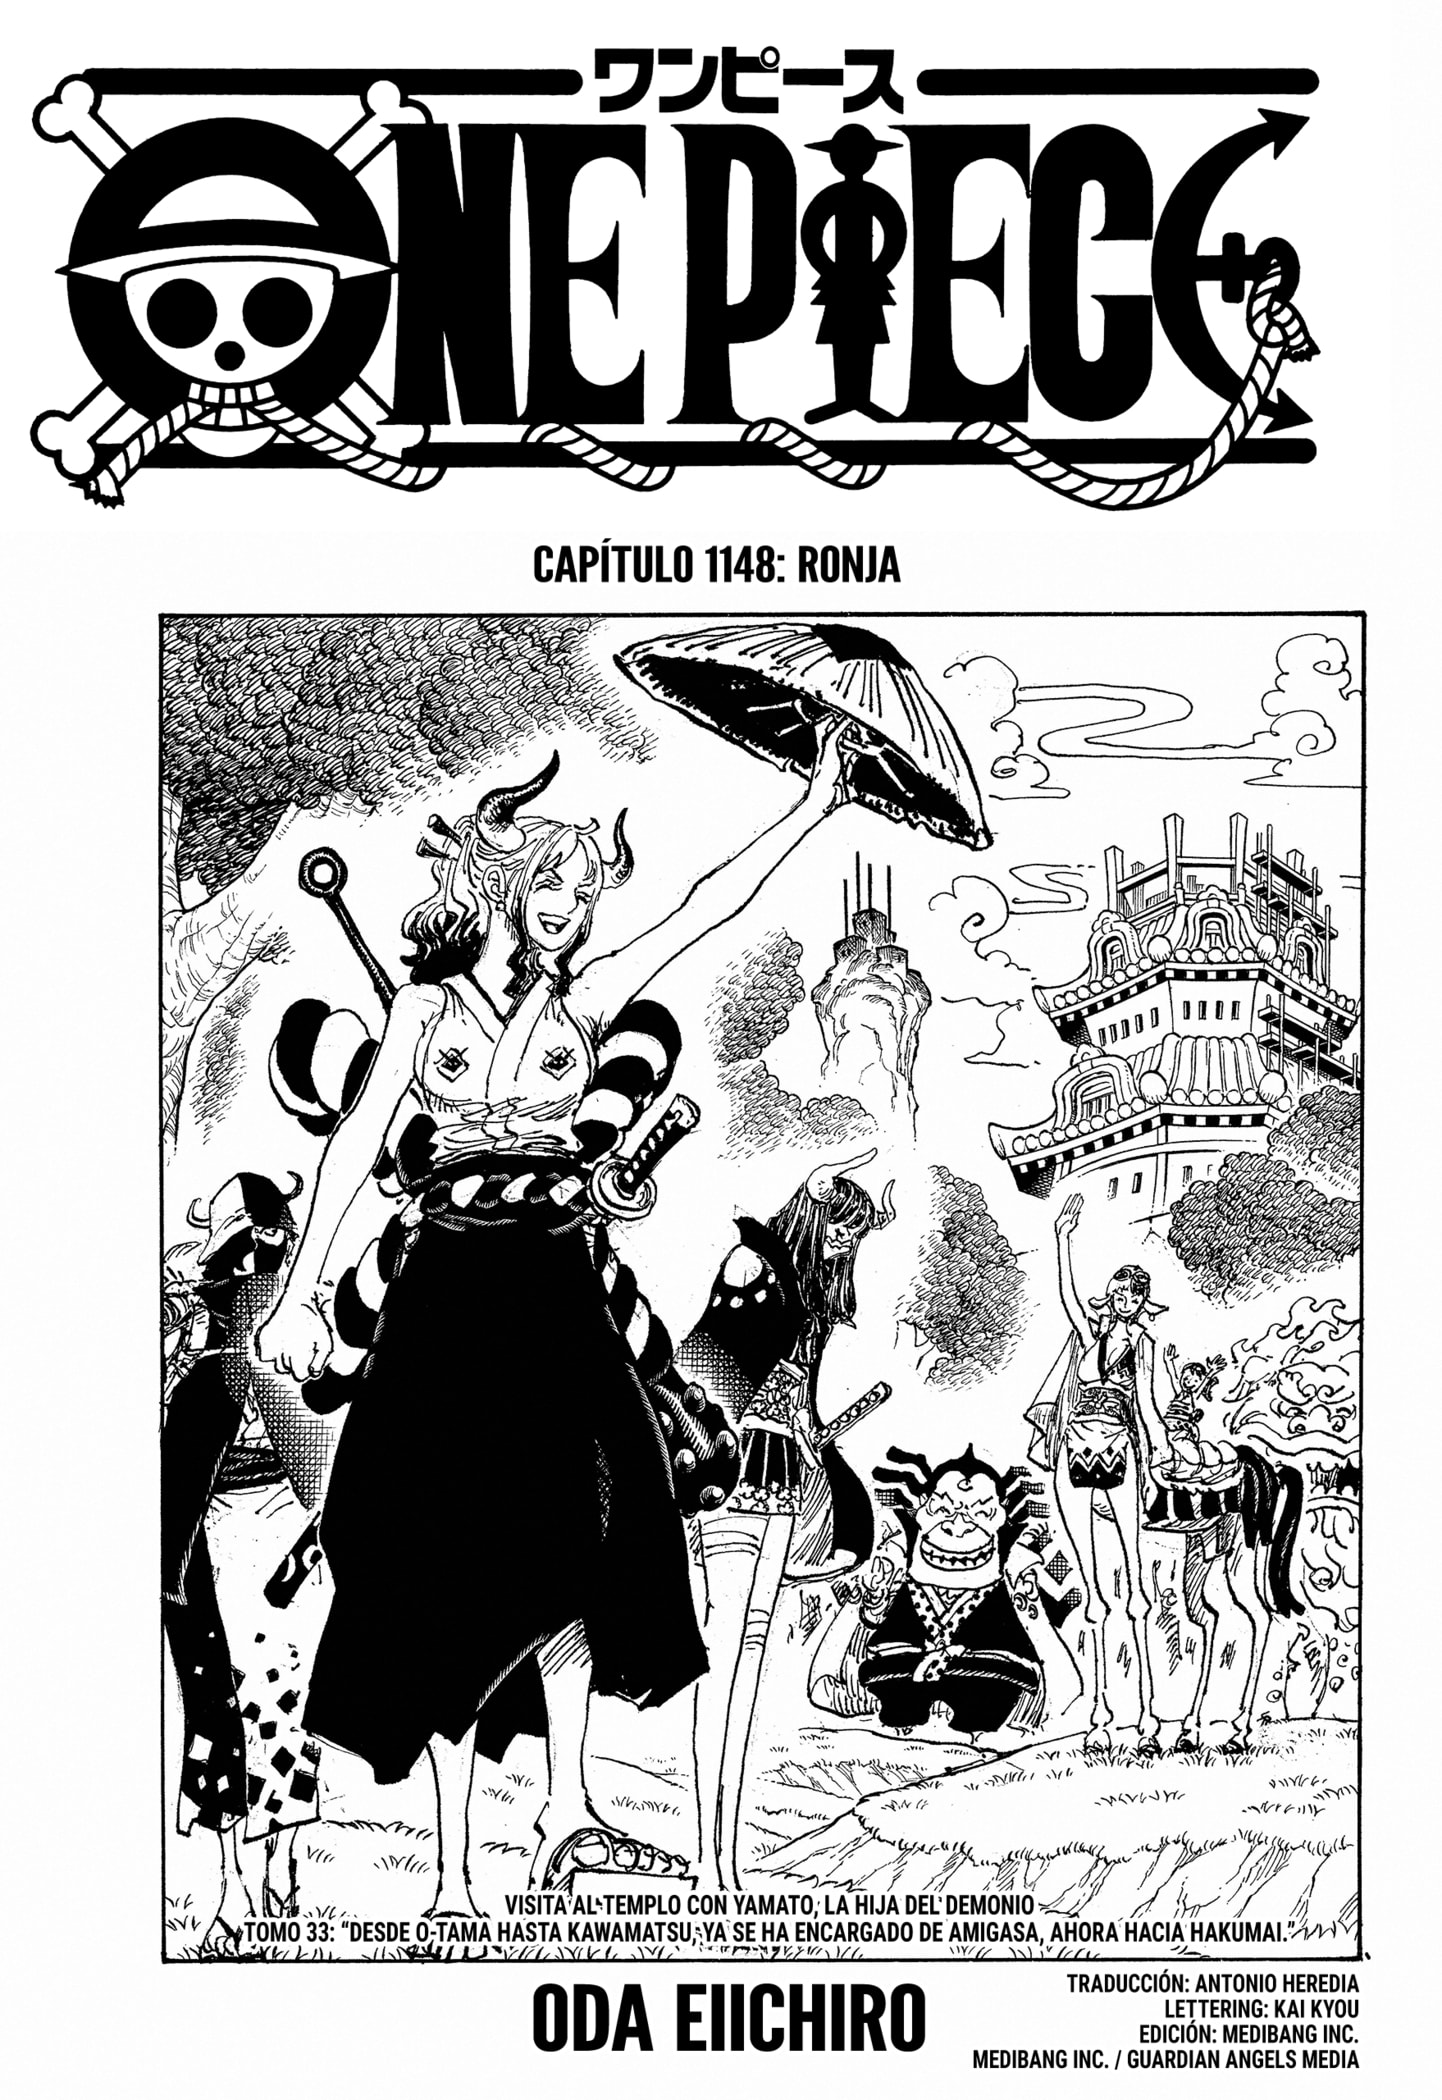 ワンピース
ONE PIECE
CAPÍTULO 1148: RONJA
VISITA AL TEMPLO CON YAMATO, LA HIJA DEL DEMONIO
TOMO 33: “DESDE O-TAMA HASTA KAWAMATSU, YA SE HA ENCARGADO DE AMIGASA, AHORA HACIA HAKUMAI.”
ODA EIICHIRO
TRADUCCIÓN: ANTONIO HEREDIA
LETTERING: KAI KYOU
EDICIÓN: MEDIBANG INC.
MEDIBANG INC. / GUARDIAN ANGELS MEDIA